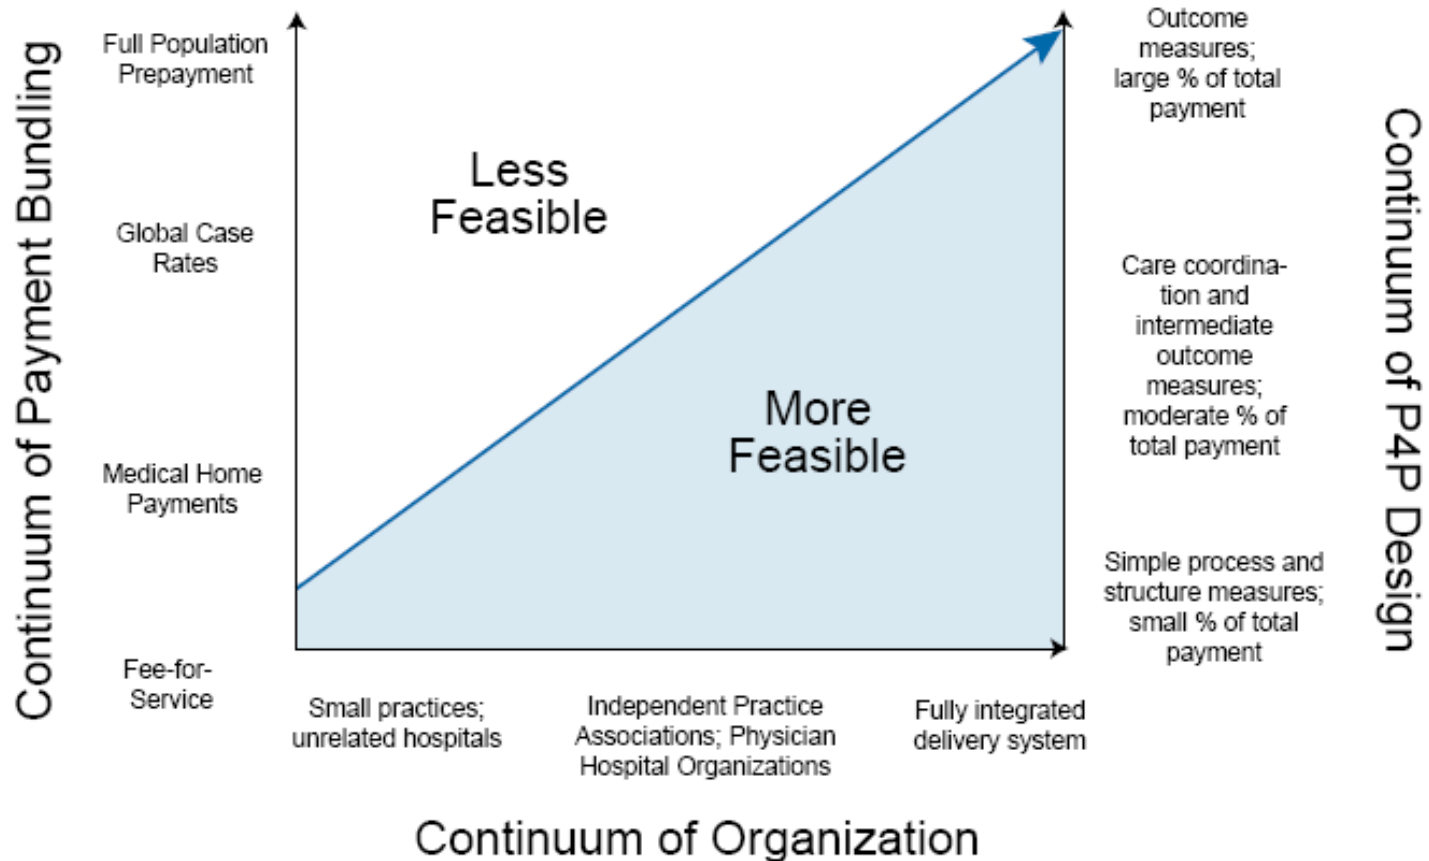 Continuum of Payment Bundling
Full Population
Prepayment
Global Case
Rates
Medical Home
Payments
Fee-for-
Service
Less
Feasible
More
Feasible
Outcome
measures;
large % of total
payment
Care coordina-
tion and
intermediate
outcome
measures;
moderate % of
total payment
Simple process and
structure measures;
small % of total
payment
Continuum of P4P Design
Small practices;
unrelated hospitals
Independent Practice
Associations; Physician
Hospital Organizations
Fully integrated
delivery system
Continuum of Organization